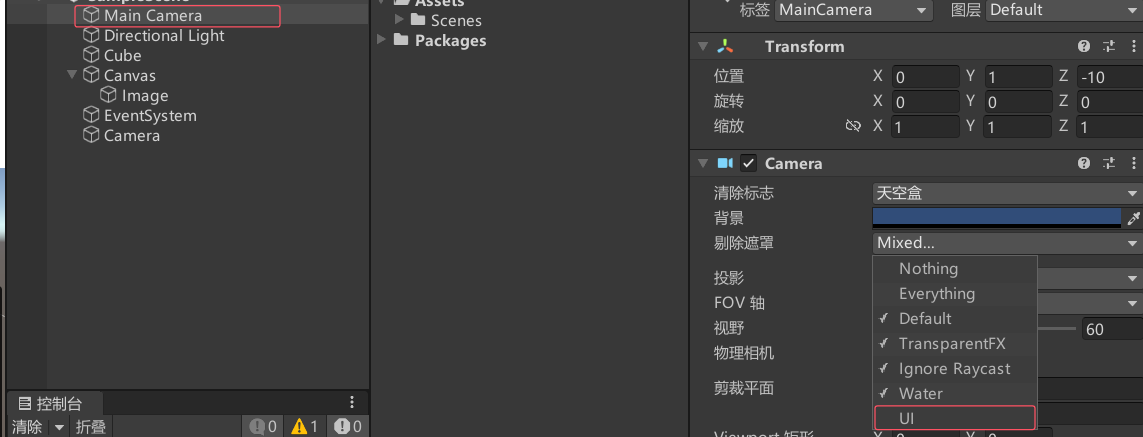 Main Camera
Directional Light
Cube
Canvas
Image
EventSystem
Camera
控制台
清除 折叠 0 1 0
Assets
Scenes
Packages
标签 MainCamera 图层 Default
Transform
位置 X 0 Y 1 Z -10
旋转 X 0 Y 0 Z 0
缩放 X 1 Y 1 Z 1
Camera
清除标志 天空盒
背景
剔除遮罩 Mixed...
Nothing
投影
Everything
FOV 轴
Default
视野 60
TransparentFX
物理相机
Ignore Raycast
剪裁平面
Water
UI
Viewport 矩形